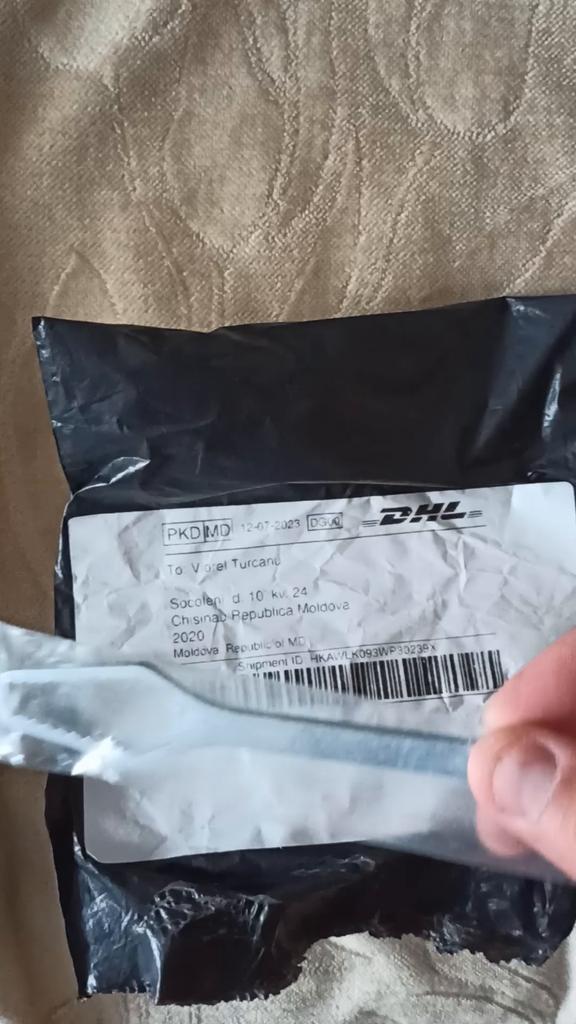 PKD MD 12-07-2023 DG00 DHL
To: Viorel Turcanu
Socoleni d. 10 kv. 24
Chisinau Republica Moldova
2020
Moldova, Republic of MD
Shipment ID: HKAWLK093WP30239X